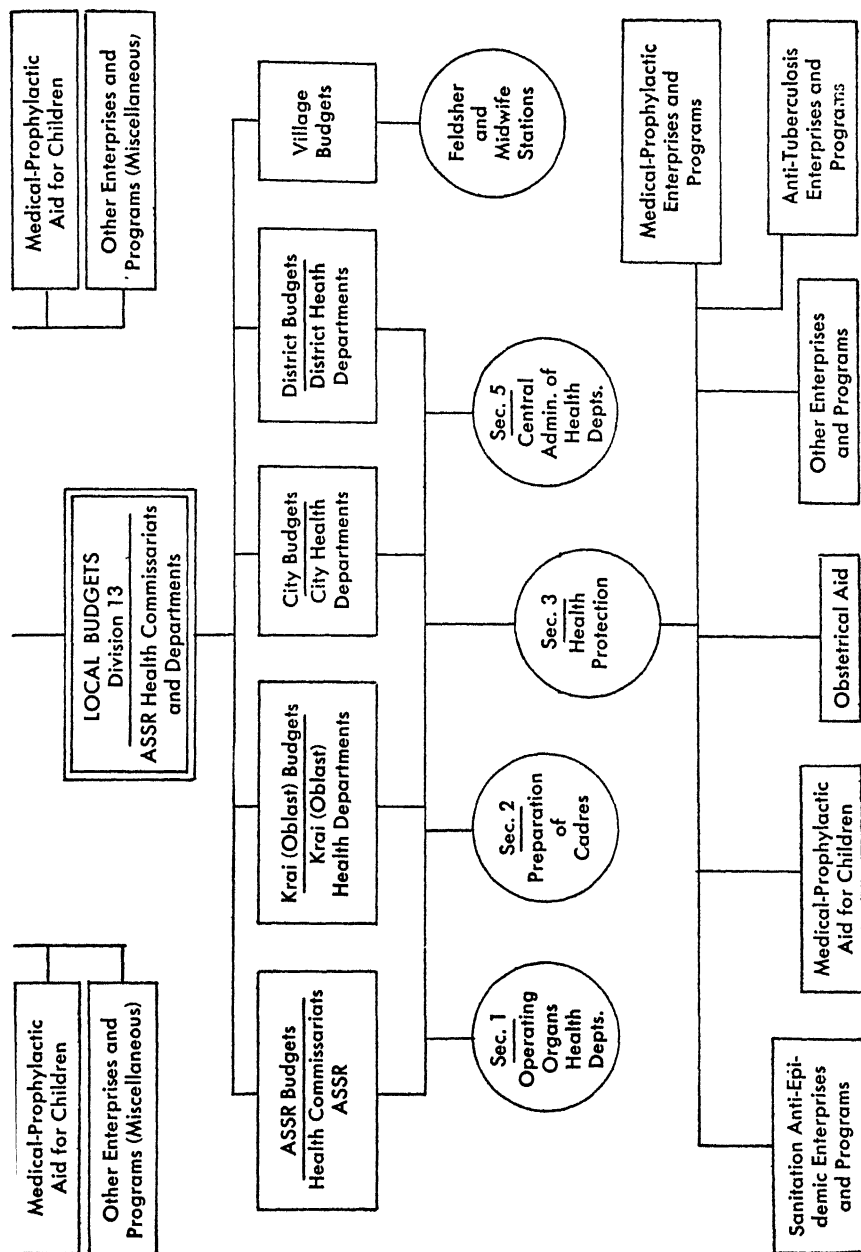 Medical-Prophylactic
Aid for Children
Other Enterprises and
Programs (Miscellaneous)
LOCAL BUDGETS
Division 13
ASSR Health Commissariats
and Departments
Medical-Prophylactic
Aid for Children
Other Enterprises and
Programs (Miscellaneous)
ASSR Budgets
Health Commissariats
ASSR
Krai (Oblast) Budgets
Krai (Oblast)
Health Departments
City Budgets
City Health
Departments
District Budgets
District Heath
Departments
Village
Budgets
Sec. 1
Operating
Organs
Health
Depts.
Sec. 2
Preparation
of
Cadres
Sec. 3
Health
Protection
Sec. 5
Central
Admin. of
Health
Depts.
Feldsher
and
Midwife
Stations
Medical-Prophylactic
Enterprises and
Programs
Sanitation Anti-Epi-
demic Enterprises
and Programs
Medical-Prophylactic
Aid for Children
Obstetrical Aid
Other Enterprises
and Programs
Anti-Tuberculosis
Enterprises and
Programs